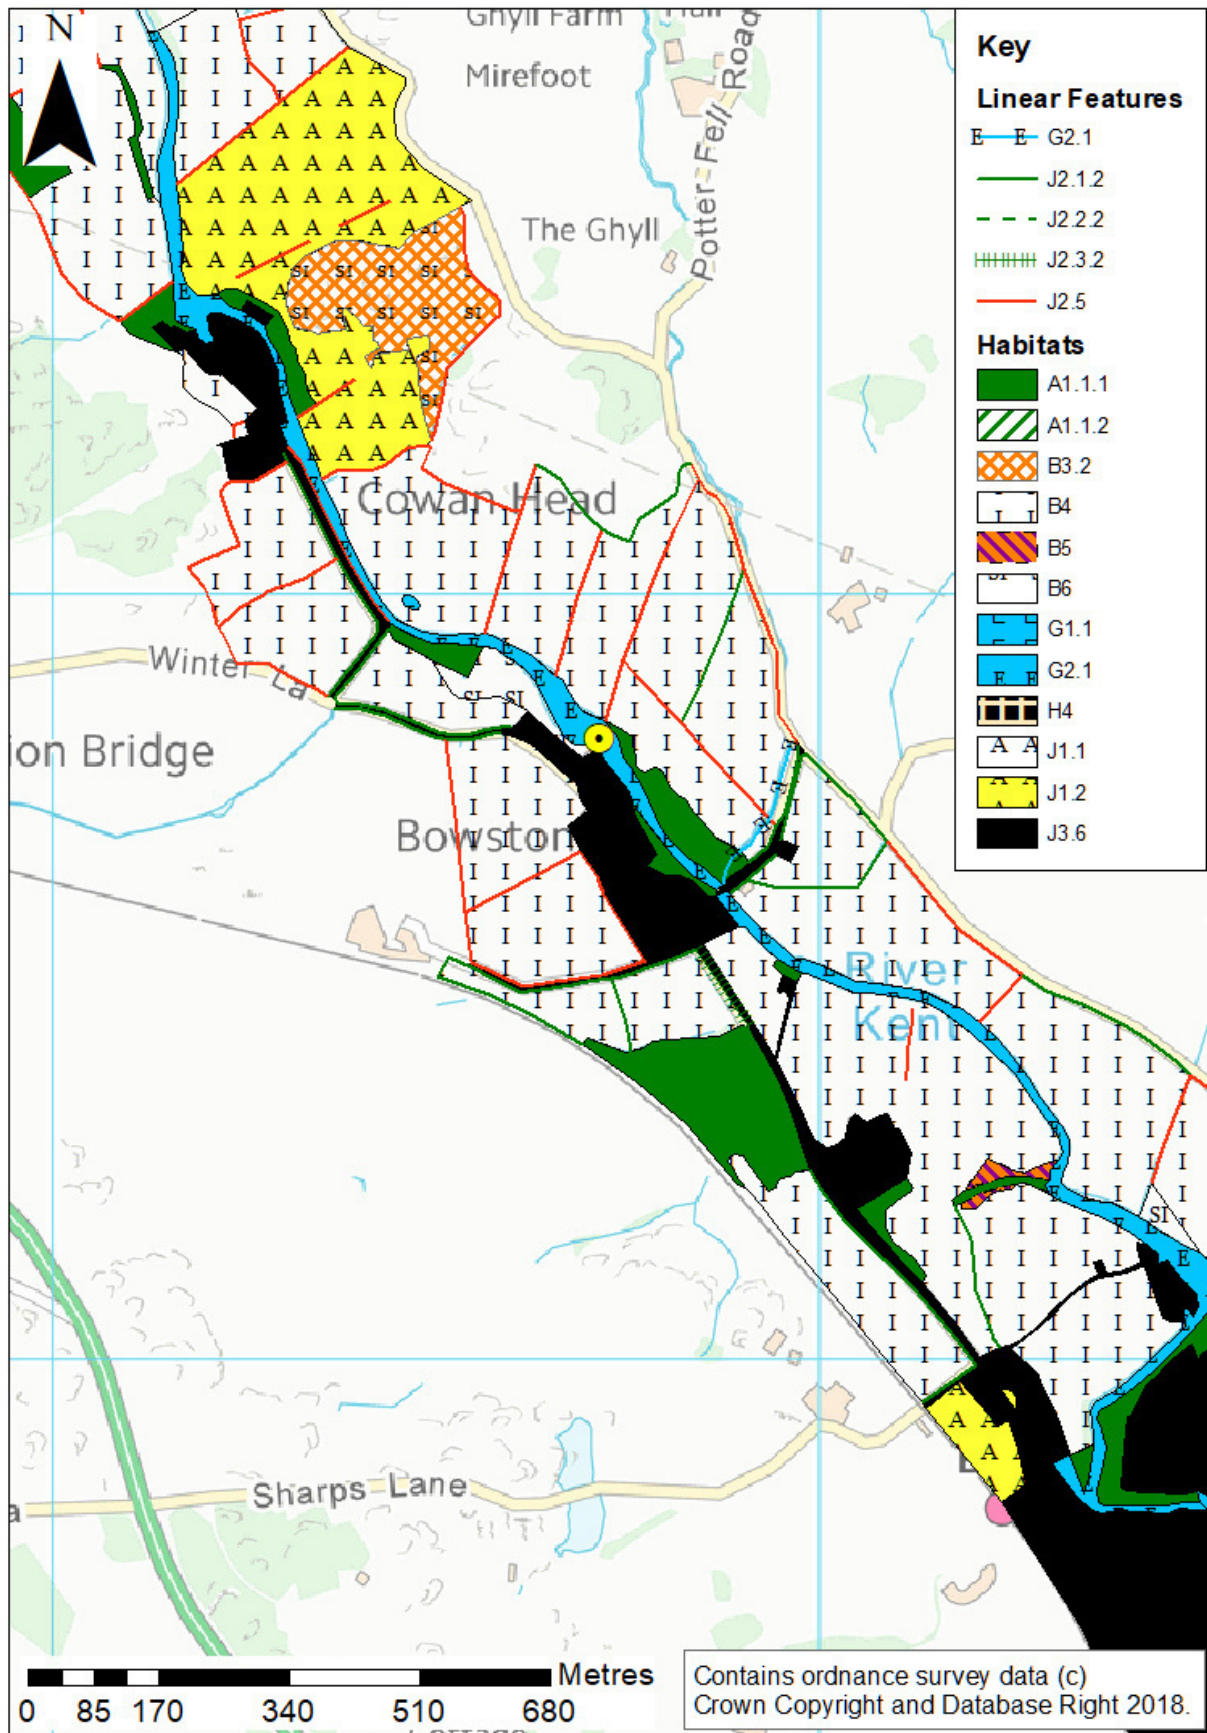 N
Ghyll Farm
Hall
Mirefoot
Potter Fell Road
The Ghyll
Cowan Head
Winter La
ion Bridge
Bowston
River
Kent
Sharps Lane
a
Key
Linear Features
E E G2.1
J2.1.2
J2.2.2
J2.3.2
J2.5
Habitats
A1.1.1
A1.1.2
B3.2
B4
B5
B6
G1.1
E E G2.1
H4
A A J1.1
J1.2
J3.6
Metres
0 85 170 340 510 680
Contains ordnance survey data (c)
Crown Copyright and Database Right 2018.